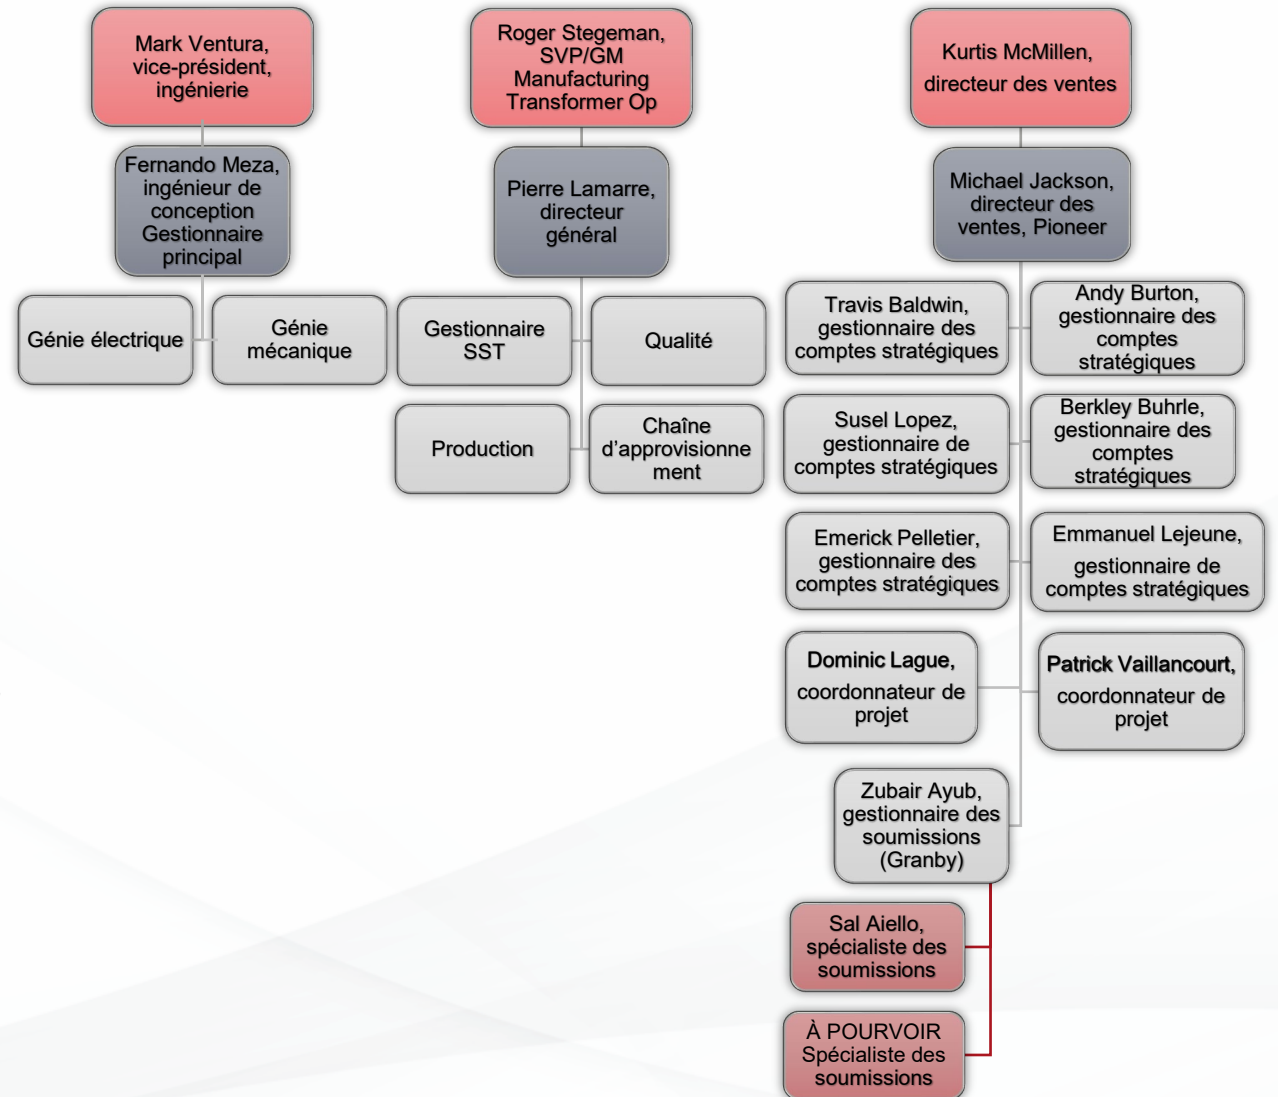 Mark Ventura,
vice-président,
ingénierie
Fernando Meza,
ingénieur de
conception
Gestionnaire
principal
Génie électrique
Génie
mécanique
Roger Stegeman,
SVP/GM
Manufacturing
Transformer Op
Pierre Lamarre,
directeur
général
Gestionnaire
SST
Qualité
Production
Chaîne
d’approvisionne
ment
Kurtis McMillen,
directeur des ventes
Michael Jackson,
directeur des
ventes, Pioneer
Travis Baldwin,
gestionnaire des
comptes stratégiques
Andy Burton,
gestionnaire des
comptes
stratégiques
Susel Lopez,
gestionnaire de
comptes stratégiques
Berkley Buhrle,
gestionnaire des
comptes
stratégiques
Emerick Pelletier,
gestionnaire des
comptes stratégiques
Emmanuel Lejeune,
gestionnaire de
comptes stratégiques
Dominic Lague,
coordonnateur de
projet
Patrick Vaillancourt,
coordonnateur de
projet
Zubair Ayub,
gestionnaire des
soumissions
(Granby)
Sal Aiello,
spécialiste des
soumissions
À POURVOIR
Spécialiste des
soumissions